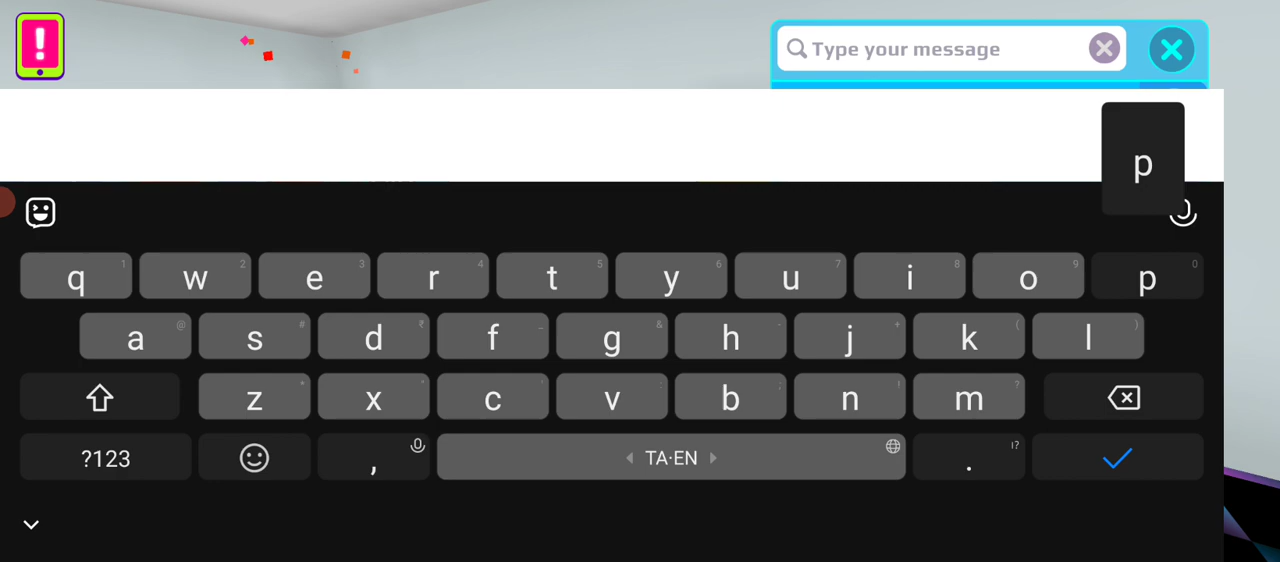 !
Type your message
p
q 1 w 2 e 3 r 4 t 5 y 6 u 7 i 8 o 9 p 0
a @ s # d ₹ f _ g & h - j + k ( l )
z * x " c ' v : b ; n ! m ?
?123 , TA·EN . !?